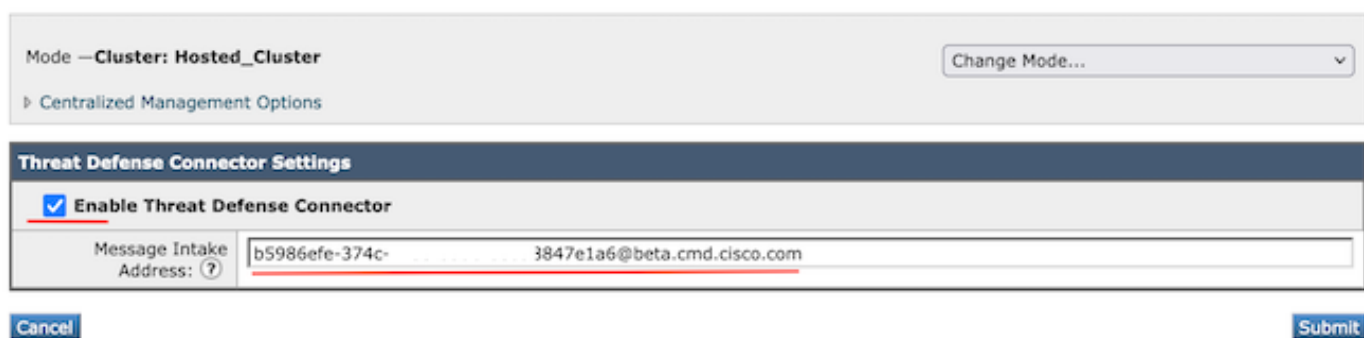 Mode —Cluster: Hosted_Cluster
Change Mode...
Centralized Management Options
Threat Defense Connector Settings
Enable Threat Defense Connector
Message Intake
Address: (?)
b5986efe-374c- 3847e1a6@beta.cmd.cisco.com
Cancel
Submit